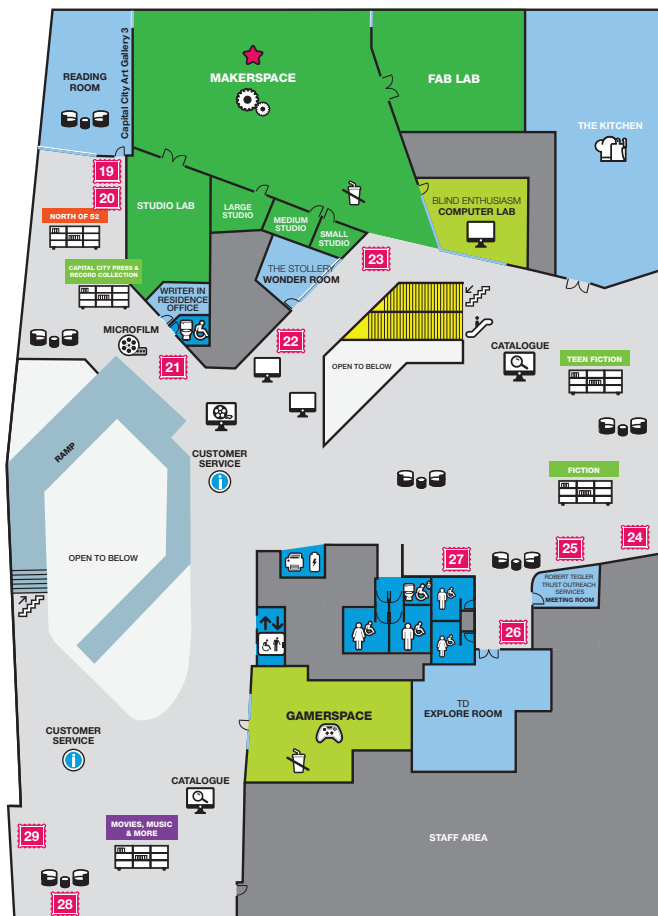 READING
ROOM
Capital City Art Gallery 3
MAKERSPACE
FAB LAB
THE KITCHEN
19
20
NORTH OF 52
STUDIO LAB
LARGE
STUDIO
MEDIUM
STUDIO
SMALL
STUDIO
BLIND ENTHUSIASM
COMPUTER LAB
23
CAPITAL CITY PRESS &
RECORD COLLECTION
THE STOLLERY
WONDER ROOM
WRITER IN
RESIDENCE
OFFICE
MICROFILM
21
22
OPEN TO BELOW
CATALOGUE
TEEN FICTION
RAMP
CUSTOMER
SERVICE
i
FICTION
OPEN TO BELOW
24
25
27
ROBERT TEGLER
TRUST OUTREACH
SERVICES
MEETING ROOM
26
TD
EXPLORE ROOM
GAMERSPACE
CUSTOMER
SERVICE
i
CATALOGUE
MOVIES, MUSIC
& MORE
29
28
STAFF AREA